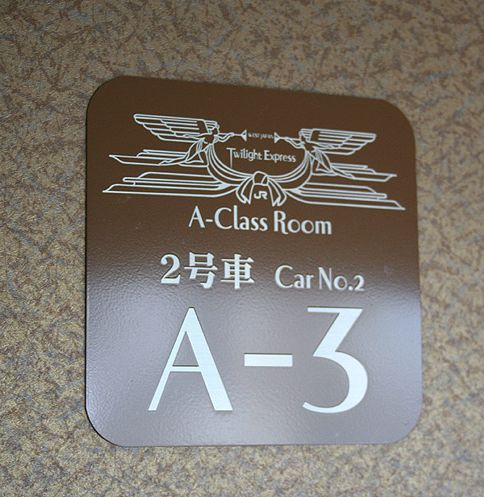 WEST JAPAN
Twilight Express
JR
A-Class Room
2号車 Car No.2
A-3